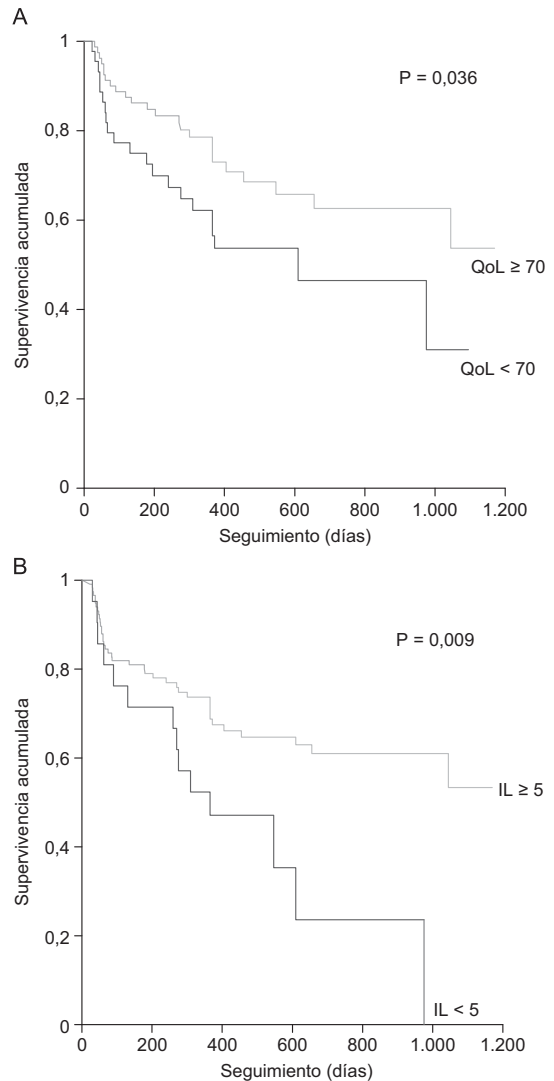 A
1
P = 0,036
0,8
0,6
QoL ≥ 70
0,4
QoL < 70
0,2
0
0 200 400 600 800 1.000 1.200
Seguimiento (días)
Supervivencia acumulada
B
1
P = 0,009
0,8
0,6
IL ≥ 5
0,4
0,2
IL < 5
0
0 200 400 600 800 1.000 1.200
Seguimiento (días)
Supervivencia acumulada